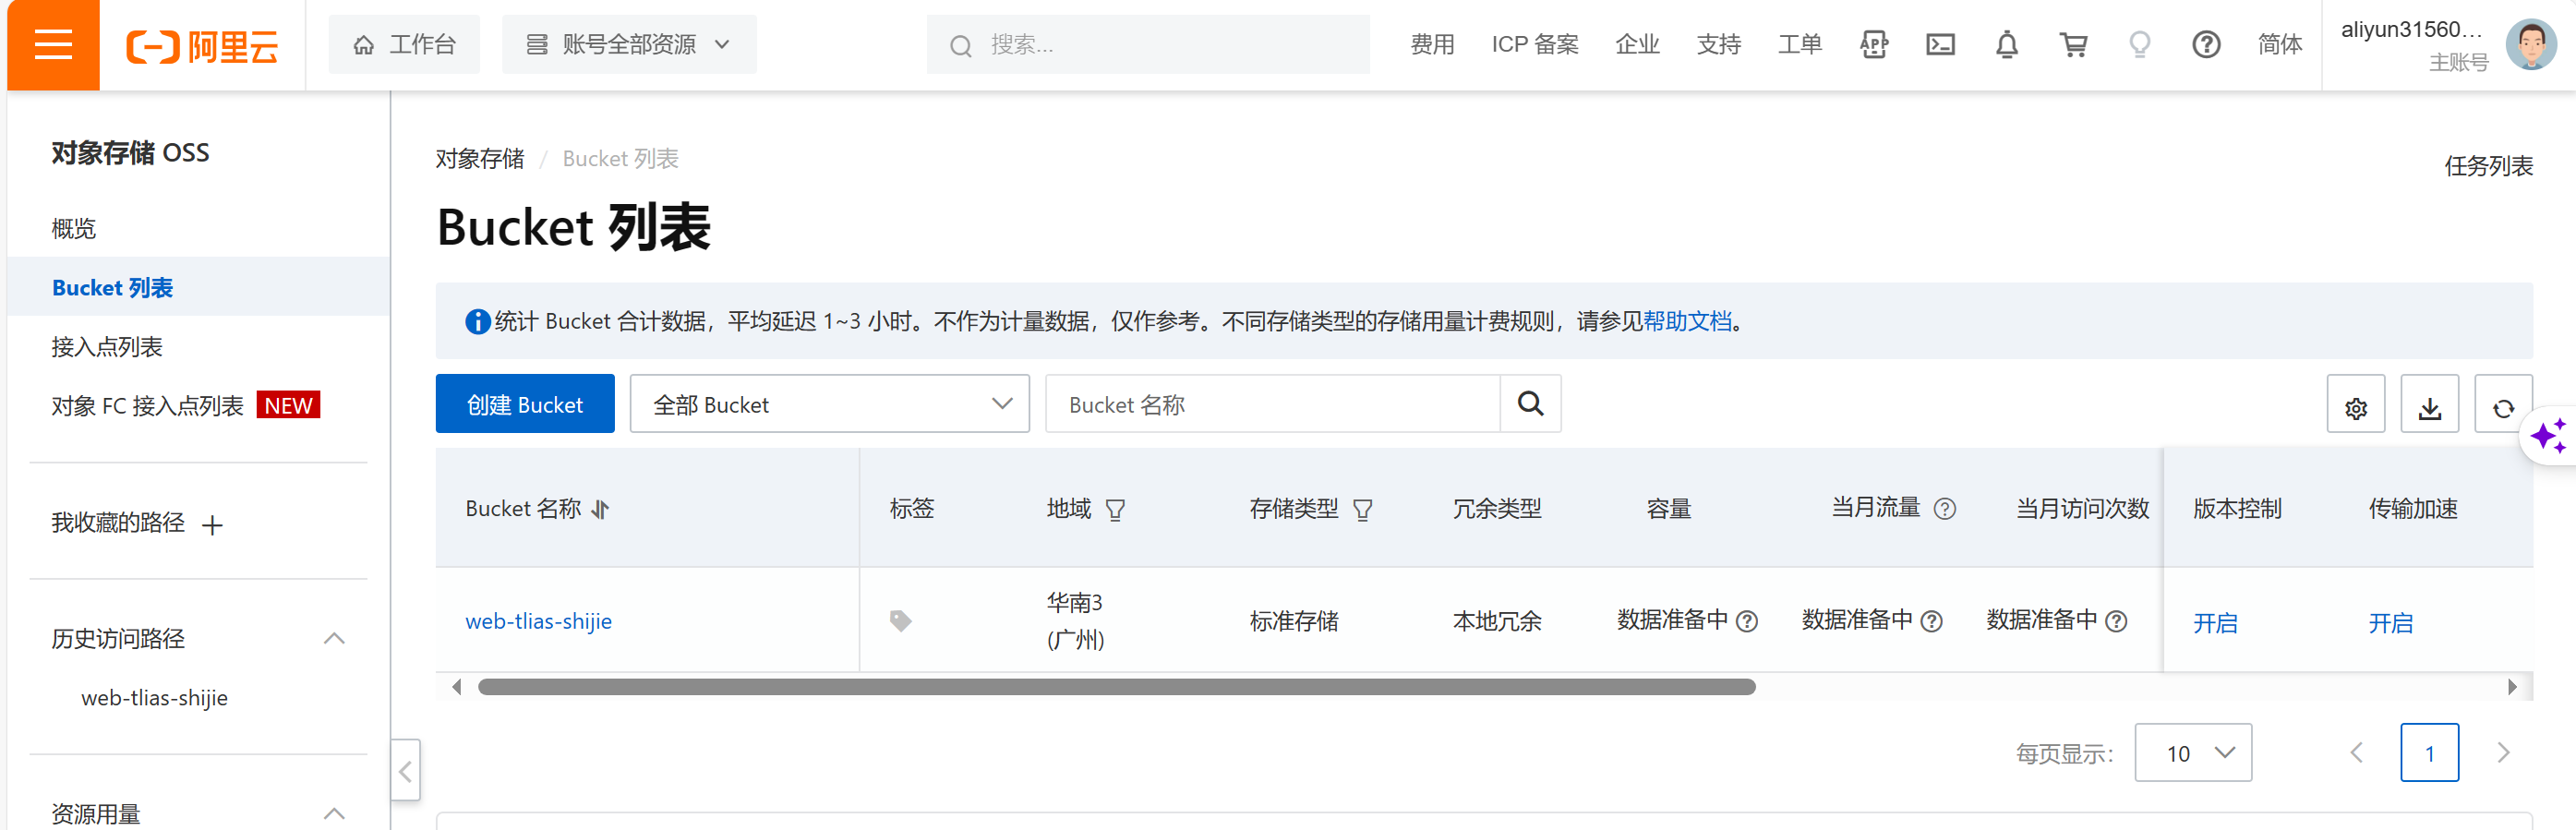 阿里云
工作台
账号全部资源
搜索...
费用
ICP 备案
企业
支持
工单
APP
简体
aliyun31560...
主账号
对象存储 OSS
概览
Bucket 列表
接入点列表
对象 FC 接入点列表 NEW
我收藏的路径
历史访问路径
web-tlias-shijie
资源用量
对象存储 / Bucket 列表
任务列表
Bucket 列表
统计 Bucket 合计数据，平均延迟 1~3 小时。不作为计量数据，仅作参考。不同存储类型的存储用量计费规则，请参见帮助文档。
创建 Bucket
全部 Bucket
Bucket 名称
Bucket 名称 标签 地域 存储类型 冗余类型 容量 当月流量 当月访问次数 版本控制 传输加速
web-tlias-shijie 华南3 (广州) 标准存储 本地冗余 数据准备中 数据准备中 数据准备中 开启 开启
每页显示： 10 1